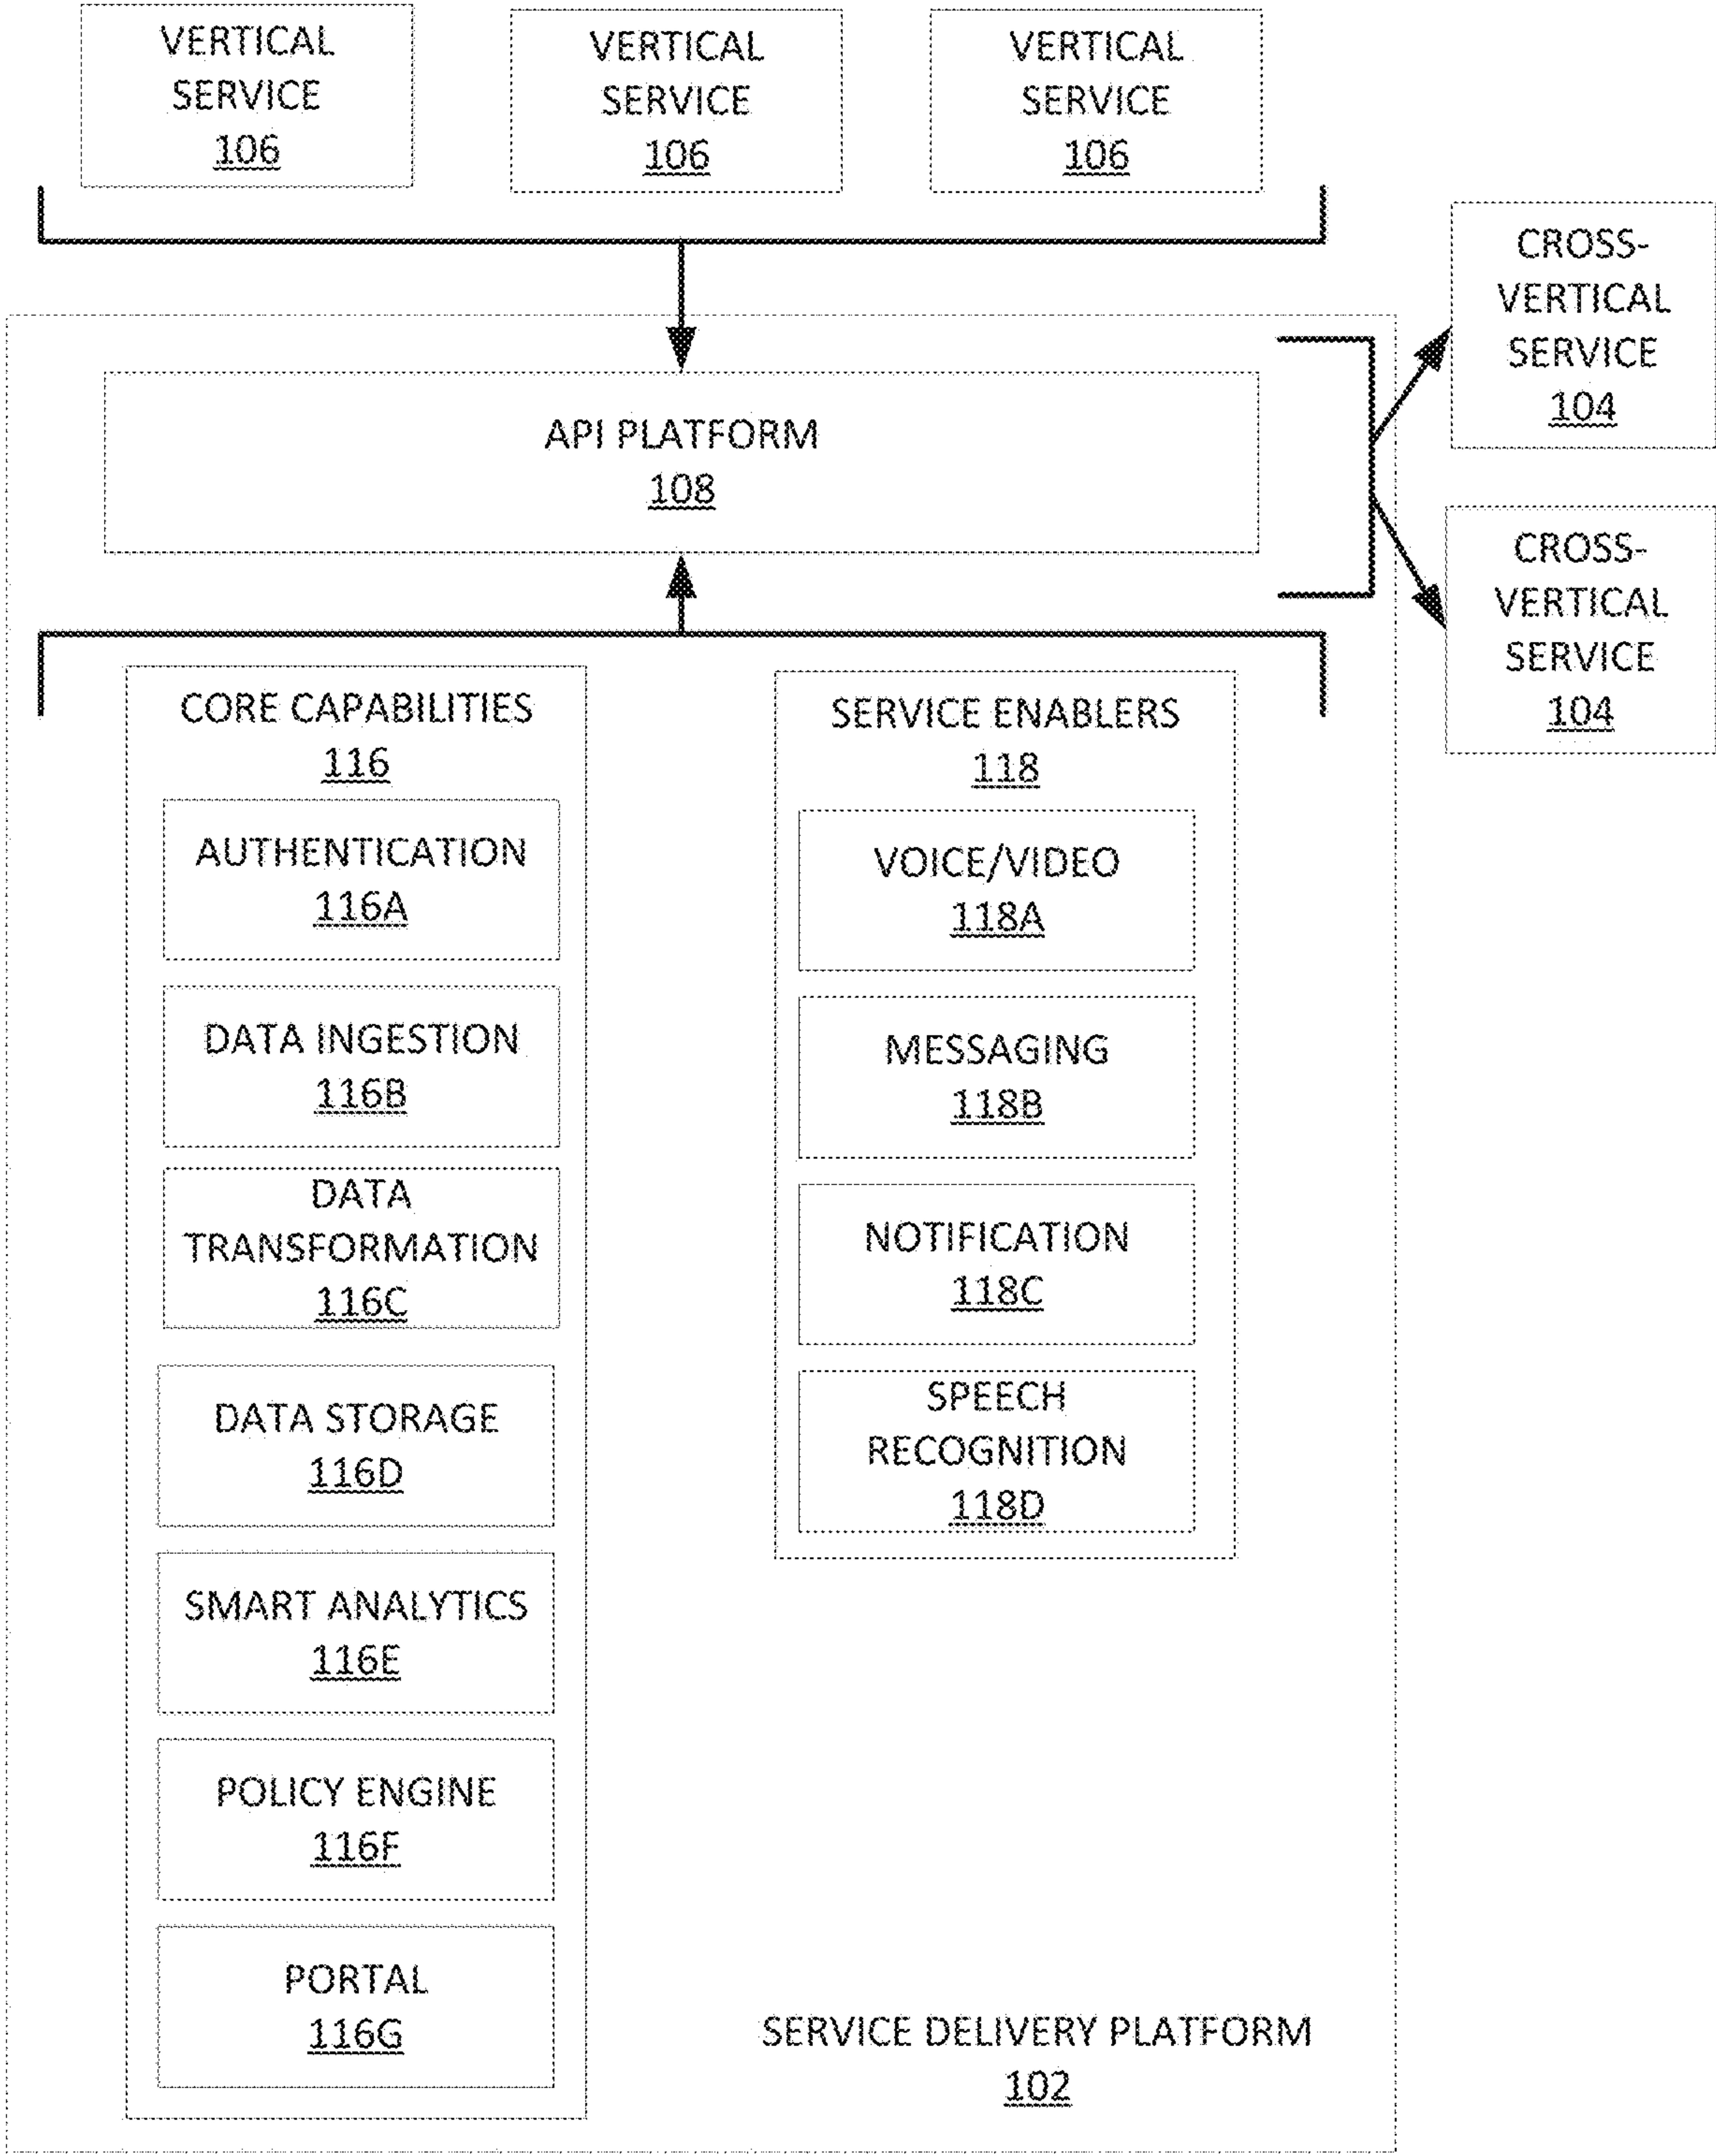 VERTICAL
SERVICE
106
VERTICAL
SERVICE
106
VERTICAL
SERVICE
106
CROSS-
VERTICAL
SERVICE
104
API PLATFORM
108
CROSS-
VERTICAL
SERVICE
104
CORE CAPABILITIES
116
AUTHENTICATION
116A
DATA INGESTION
116B
DATA
TRANSFORMATION
116C
DATA STORAGE
116D
SMART ANALYTICS
116E
POLICY ENGINE
116F
PORTAL
116G
SERVICE ENABLERS
118
VOICE/VIDEO
118A
MESSAGING
118B
NOTIFICATION
118C
SPEECH
RECOGNITION
118D
SERVICE DELIVERY PLATFORM
102